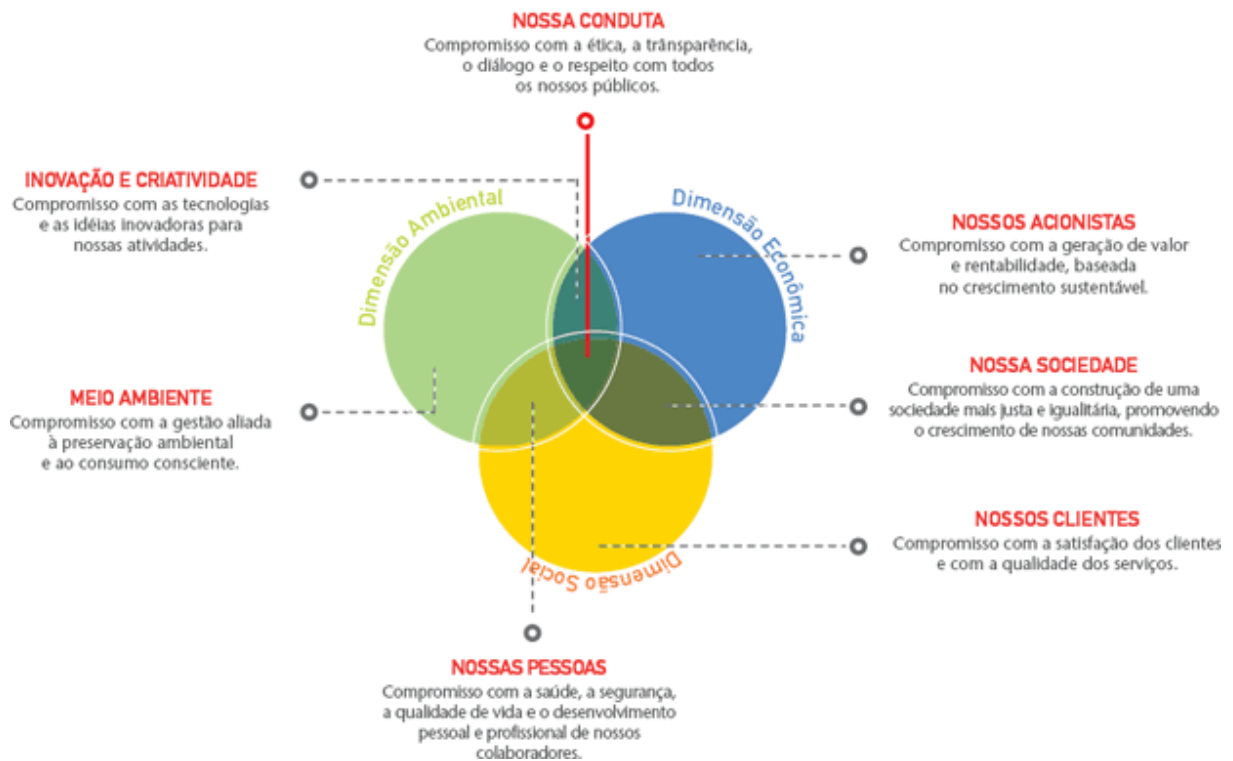 NOSSA CONDUTA
Compromisso com a ética, a trânsparência,
o diálogo e o respeito com todos
os nossos públicos.
INOVAÇÃO E CRIATIVIDADE
Compromisso com as tecnologias
e as idéias inovadoras para
nossas atividades.
Dimensão Ambiental
Dimensão Econômica
NOSSOS ACIONISTAS
Compromisso com a geração de valor
e rentabilidade, baseada
no crescimento sustentável.
MEIO AMBIENTE
Compromisso com a gestão aliada
à preservação ambiental
e ao consumo consciente.
NOSSA SOCIEDADE
Compromisso com a construção de uma
sociedade mais justa e igualitária, promovendo
o crescimento de nossas comunidades.
NOSSOS CLIENTES
Compromisso com a satisfação dos clientes
e com a qualidade dos serviços.
Dimensão Social
NOSSAS PESSOAS
Compromisso com a saúde, a segurança,
a qualidade de vida e o desenvolvimento
pessoal e profissional de nossos
colaboradores.